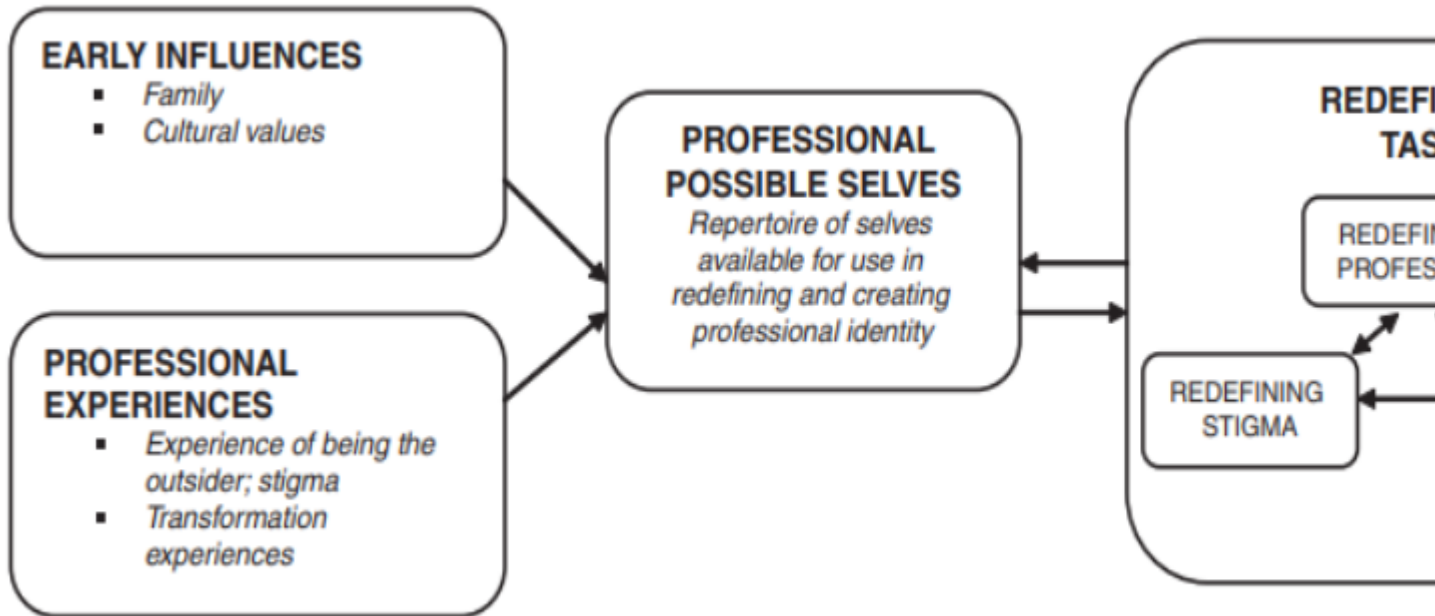 EARLY INFLUENCES
▪ Family
▪ Cultural values
PROFESSIONAL
EXPERIENCES
▪ Experience of being the
outsider; stigma
▪ Transformation
experiences
PROFESSIONAL
POSSIBLE SELVES
Repertoire of selves
available for use in
redefining and creating
professional identity
REDEFINING
STIGMA